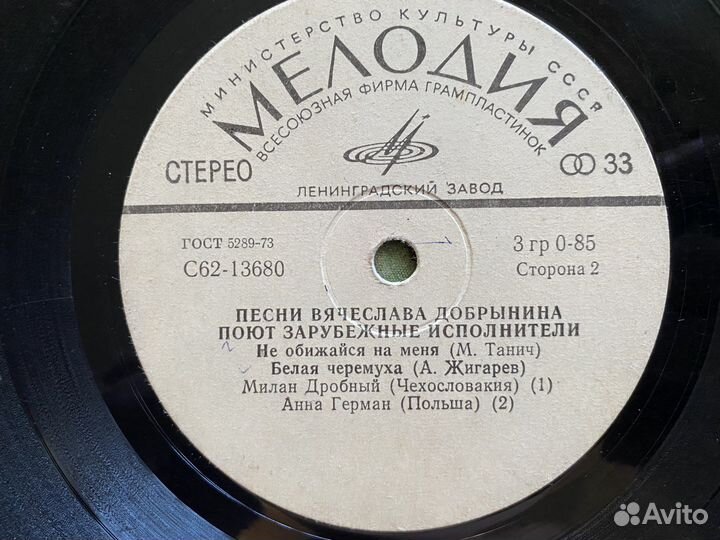 МИНИСТЕРСТВО КУЛЬТУРЫ СССР
МЕЛОДИЯ
ВСЕСОЮЗНАЯ ФИРМА ГРАМПЛАСТИНОК
СТЕРЕО
33
ЛЕНИНГРАДСКИЙ ЗАВОД
ГОСТ 5289-73
3 гр 0-85
С62-13680
Сторона 2
ПЕСНИ ВЯЧЕСЛАВА ДОБРЫНИНА
ПОЮТ ЗАРУБЕЖНЫЕ ИСПОЛНИТЕЛИ
Не обижайся на меня (М. Танич)
Белая черемуха (А. Жигарев)
Милан Дробный (Чехословакия) (1)
Анна Герман (Польша) (2)
Avito